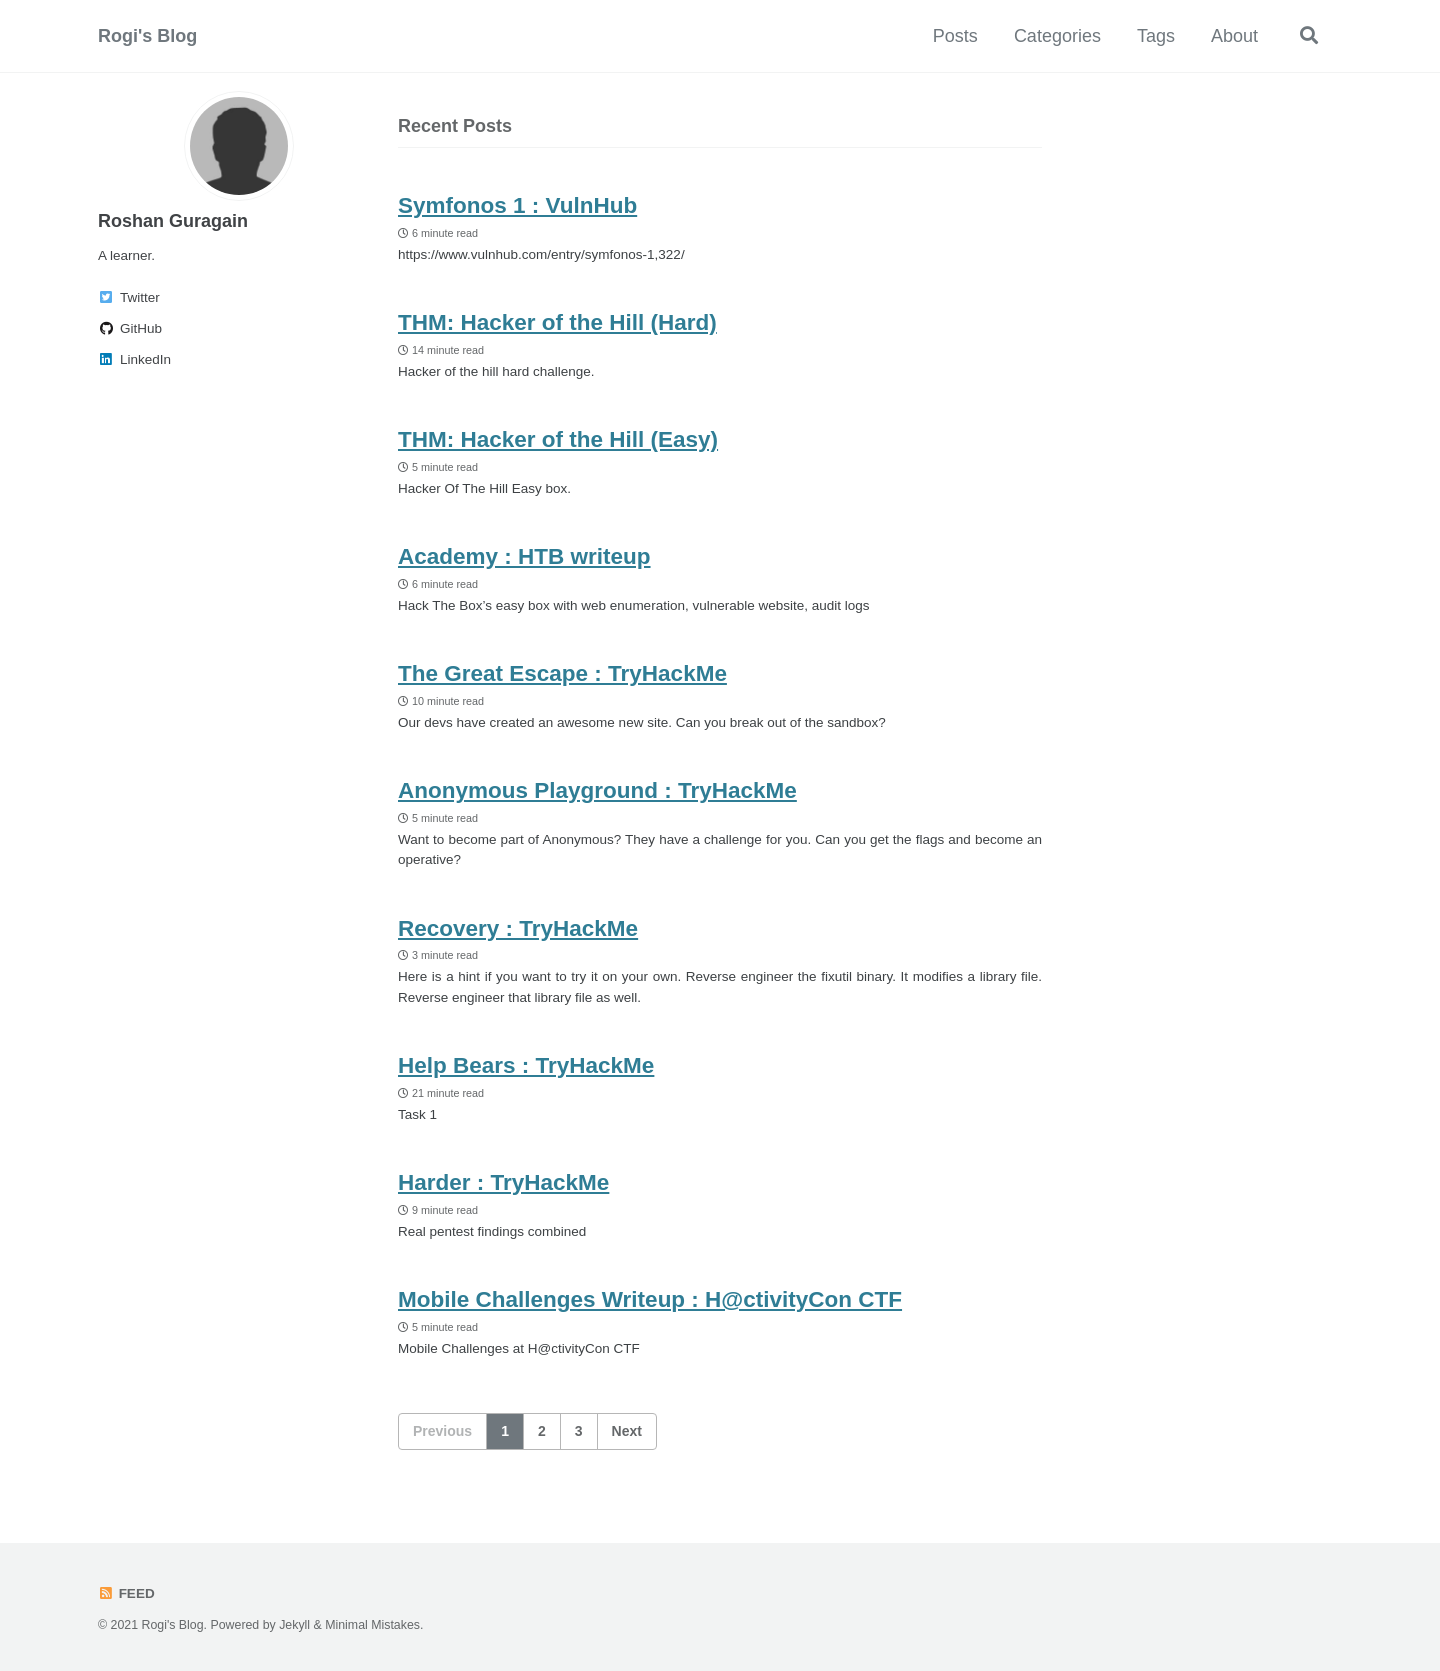 Rogi's Blog
Posts Categories Tags About
Roshan Guragain
A learner.
Twitter
GitHub
LinkedIn
Recent Posts
Symfonos 1 : VulnHub
6 minute read
https://www.vulnhub.com/entry/symfonos-1,322/
THM: Hacker of the Hill (Hard)
14 minute read
Hacker of the hill hard challenge.
THM: Hacker of the Hill (Easy)
5 minute read
Hacker Of The Hill Easy box.
Academy : HTB writeup
6 minute read
Hack The Box’s easy box with web enumeration, vulnerable website, audit logs
The Great Escape : TryHackMe
10 minute read
Our devs have created an awesome new site. Can you break out of the sandbox?
Anonymous Playground : TryHackMe
5 minute read
Want to become part of Anonymous? They have a challenge for you. Can you get the flags and become an
operative?
Recovery : TryHackMe
3 minute read
Here is a hint if you want to try it on your own. Reverse engineer the fixutil binary. It modifies a library file.
Reverse engineer that library file as well.
Help Bears : TryHackMe
21 minute read
Task 1
Harder : TryHackMe
9 minute read
Real pentest findings combined
Mobile Challenges Writeup : H@ctivityCon CTF
5 minute read
Mobile Challenges at H@ctivityCon CTF
Previous 1 2 3 Next
FEED
© 2021 Rogi's Blog. Powered by Jekyll & Minimal Mistakes.